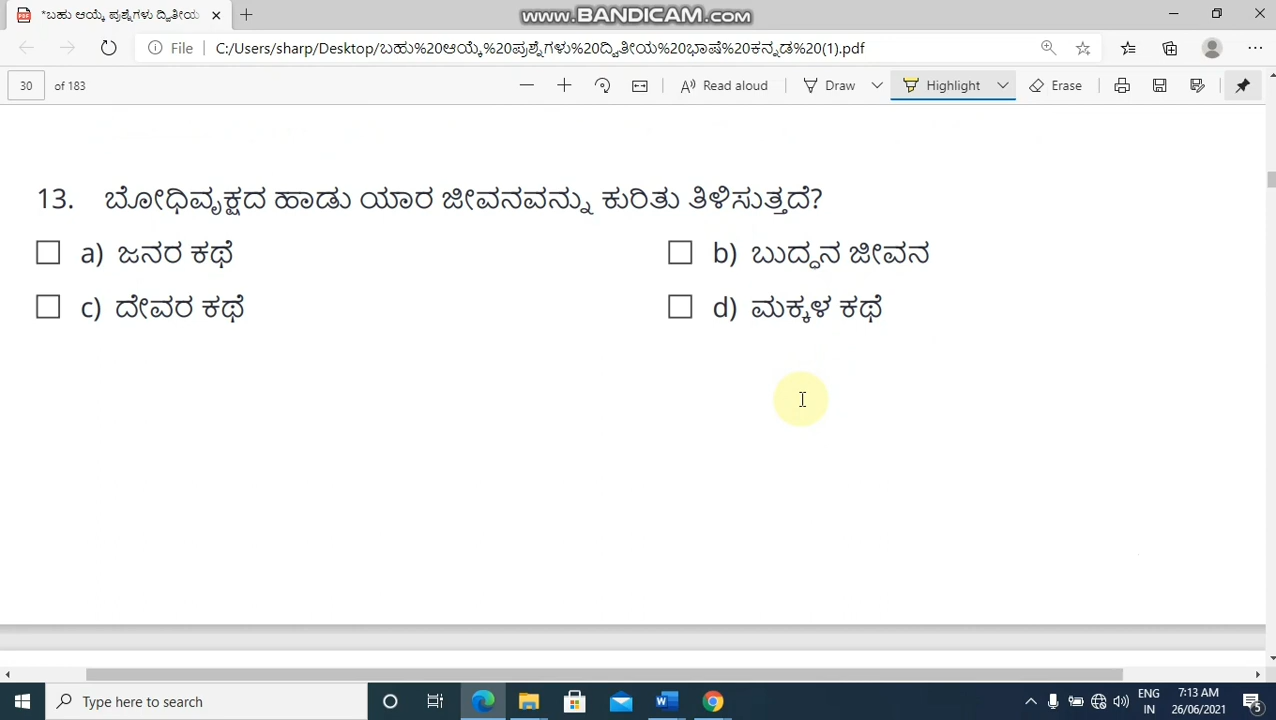 *ಬಹು ಆಯ್ಕೆ ಪ್ರಶ್ನೆಗಳು ದ್ವಿತೀಯ
www.BANDICAM.com
File C:/Users/sharp/Desktop/ಬಹು%20ಆಯ್ಕೆ%20ಪ್ರಶ್ನೆಗಳು%20ದ್ವಿತೀಯ%20ಭಾಷೆ%20ಕನ್ನಡ%20(1).pdf
30 of 183 Read aloud Draw Highlight Erase
13. ಬೋಧಿವೃಕ್ಷದ ಹಾಡು ಯಾರ ಜೀವನವನ್ನು ಕುರಿತು ತಿಳಿಸುತ್ತದೆ?
a) ಜನರ ಕಥೆ b) ಬುದ್ಧನ ಜೀವನ
c) ದೇವರ ಕಥೆ d) ಮಕ್ಕಳ ಕಥೆ
Type here to search
ENG 7:13 AM
IN 26/06/2021 5